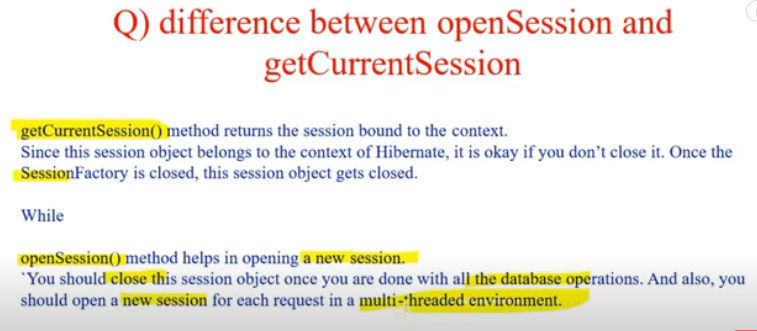 Q) difference between openSession and
getCurrentSession
getCurrentSession() method returns the session bound to the context.
Since this session object belongs to the context of Hibernate, it is okay if you don’t close it. Once the
SessionFactory is closed, this session object gets closed.
While
openSession() method helps in opening a new session.
`You should close this session object once you are done with all the database operations. And also, you
should open a new session for each request in a multi-threaded environment.